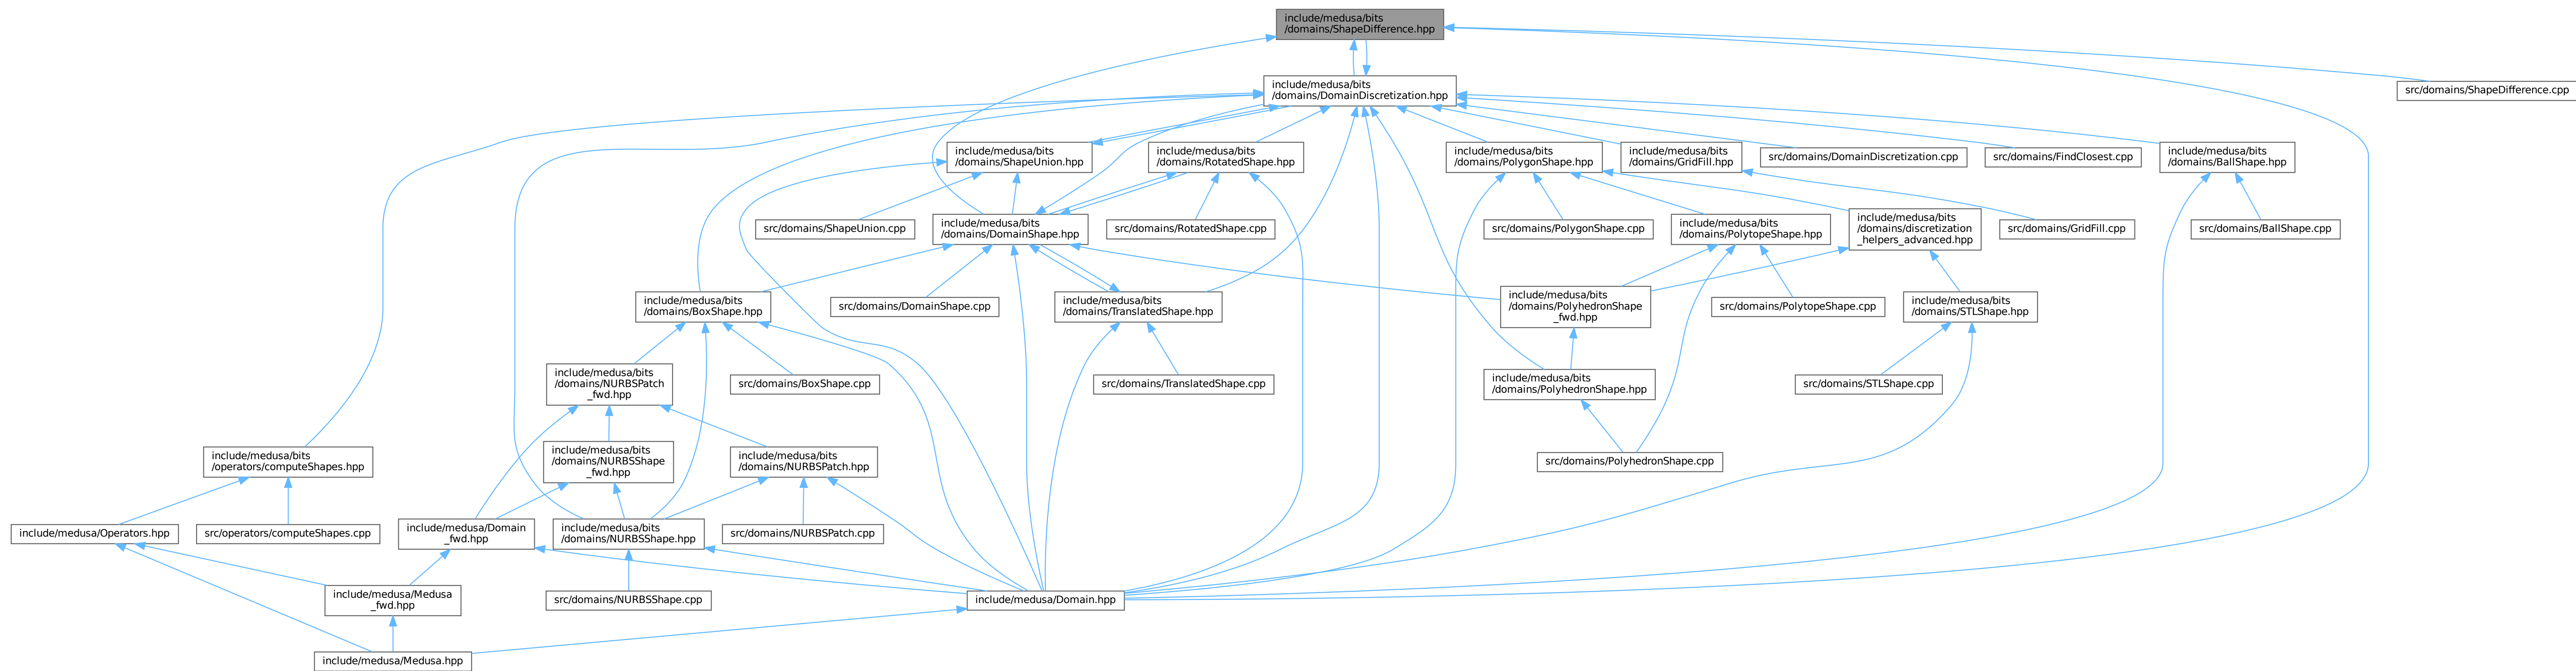 include/medusa/bits
/domains/ShapeDifference.hpp
include/medusa/bits
/domains/DomainDiscretization.hpp
src/domains/ShapeDifference.cpp
include/medusa/bits
/domains/ShapeUnion.hpp
include/medusa/bits
/domains/RotatedShape.hpp
include/medusa/bits
/domains/PolygonShape.hpp
include/medusa/bits
/domains/GridFill.hpp
src/domains/DomainDiscretization.cpp
src/domains/FindClosest.cpp
include/medusa/bits
/domains/BallShape.hpp
src/domains/ShapeUnion.cpp
include/medusa/bits
/domains/DomainShape.hpp
src/domains/RotatedShape.cpp
src/domains/PolygonShape.cpp
include/medusa/bits
/domains/PolytopeShape.hpp
include/medusa/bits
/domains/discretization
_helpers_advanced.hpp
src/domains/GridFill.cpp
src/domains/BallShape.cpp
include/medusa/bits
/domains/BoxShape.hpp
src/domains/DomainShape.cpp
include/medusa/bits
/domains/TranslatedShape.hpp
include/medusa/bits
/domains/PolyhedronShape
_fwd.hpp
src/domains/PolytopeShape.cpp
include/medusa/bits
/domains/STLShape.hpp
include/medusa/bits
/domains/NURBSPatch
_fwd.hpp
src/domains/BoxShape.cpp
src/domains/TranslatedShape.cpp
include/medusa/bits
/domains/PolyhedronShape.hpp
src/domains/STLShape.cpp
include/medusa/bits
/operators/computeShapes.hpp
include/medusa/bits
/domains/NURBSShape
_fwd.hpp
include/medusa/bits
/domains/NURBSPatch.hpp
src/domains/PolyhedronShape.cpp
include/medusa/Operators.hpp
src/operators/computeShapes.cpp
include/medusa/Domain
_fwd.hpp
include/medusa/bits
/domains/NURBSShape.hpp
src/domains/NURBSPatch.cpp
include/medusa/Medusa
_fwd.hpp
src/domains/NURBSShape.cpp
include/medusa/Domain.hpp
include/medusa/Medusa.hpp